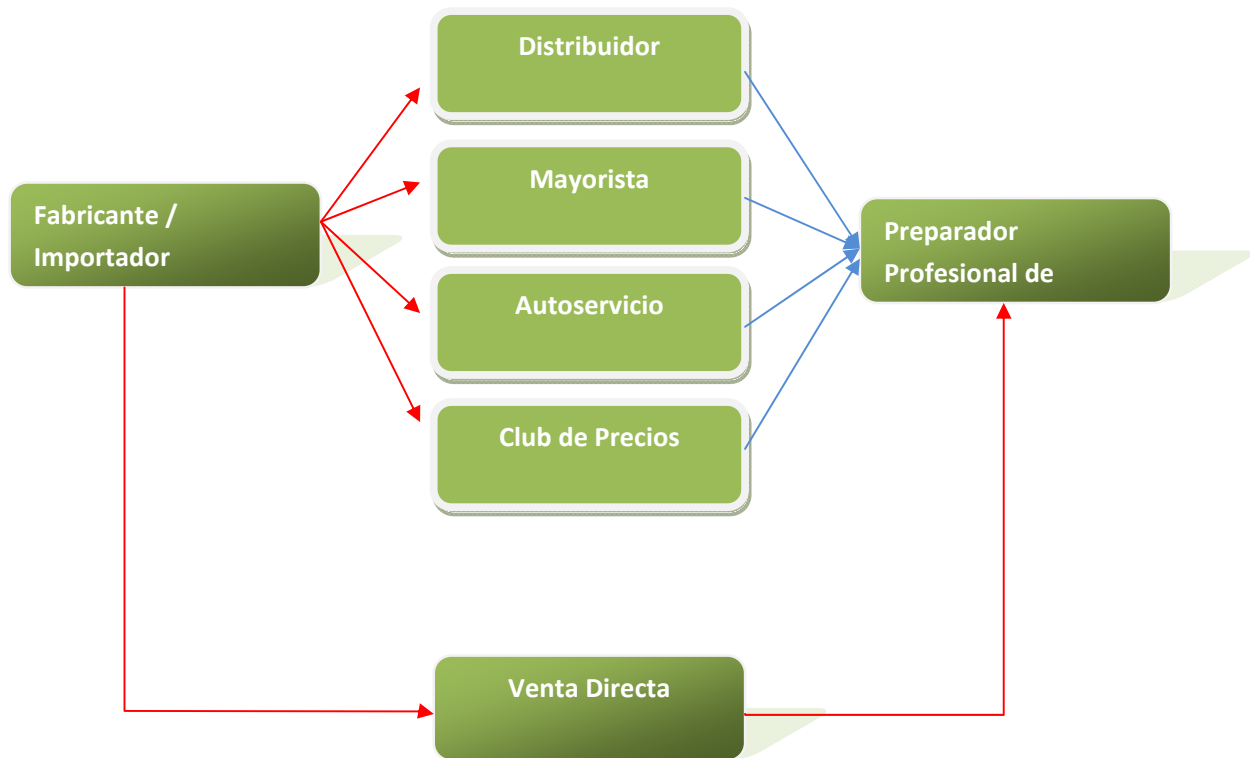 Distribuidor
Mayorista
Fabricante /
Importador
Preparador
Profesional de
Autoservicio
Club de Precios
Venta Directa